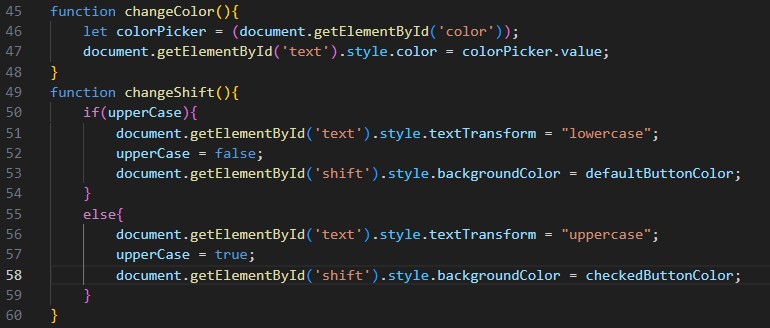 45 function changeColor(){
46     let colorPicker = (document.getElementById('color'));
47     document.getElementById('text').style.color = colorPicker.value;
48 }
49 function changeShift(){
50     if(upperCase){
51         document.getElementById('text').style.textTransform = "lowercase";
52         upperCase = false;
53         document.getElementById('shift').style.backgroundColor = defaultButtonColor;
54     }
55     else{
56         document.getElementById('text').style.textTransform = "uppercase";
57         upperCase = true;
58         document.getElementById('shift').style.backgroundColor = checkedButtonColor;
59     }
60 }